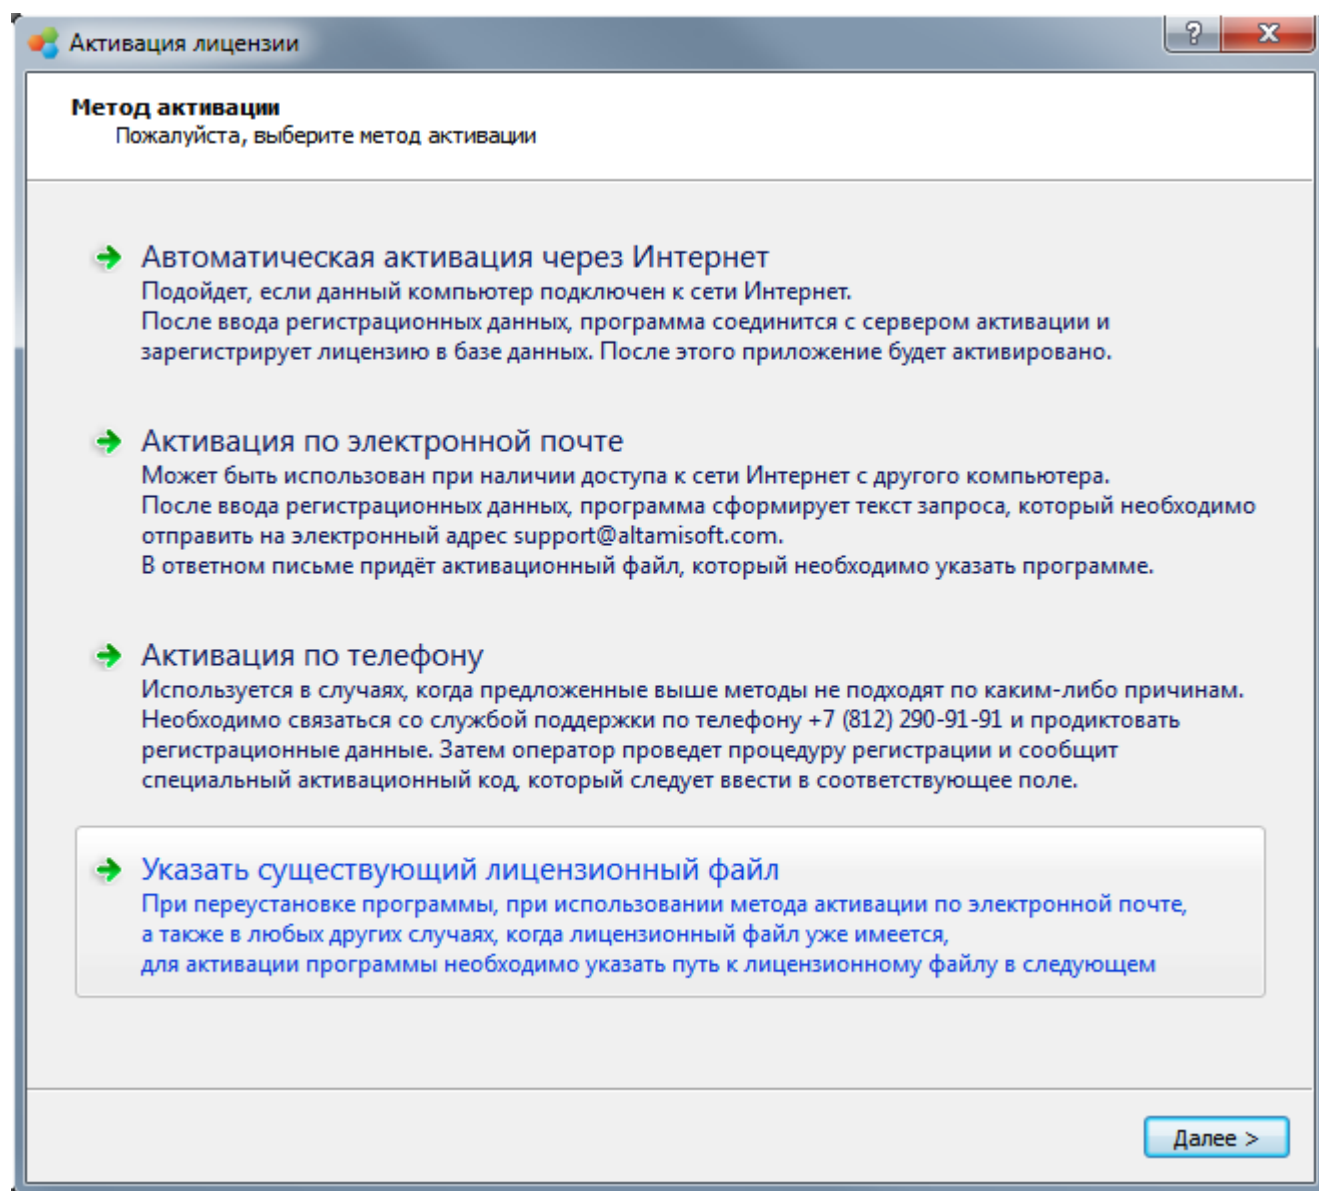 Активация лицензии
?
Метод активации
Пожалуйста, выберите метод активации
Автоматическая активация через Интернет
Подойдет, если данный компьютер подключен к сети Интернет.
После ввода регистрационных данных, программа соединится с сервером активации и
зарегистрирует лицензию в базе данных. После этого приложение будет активировано.
Активация по электронной почте
Может быть использован при наличии доступа к сети Интернет с другого компьютера.
После ввода регистрационных данных, программа сформирует текст запроса, который необходимо
отправить на электронный адрес support@altamisoft.com.
В ответном письме придёт активационный файл, который необходимо указать программе.
Активация по телефону
Используется в случаях, когда предложенные выше методы не подходят по каким-либо причинам.
Необходимо связаться со службой поддержки по телефону +7 (812) 290-91-91 и продиктовать
регистрационные данные. Затем оператор проведет процедуру регистрации и сообщит
специальный активационный код, который следует ввести в соответствующее поле.
Указать существующий лицензионный файл
При переустановке программы, при использовании метода активации по электронной почте,
а также в любых других случаях, когда лицензионный файл уже имеется,
для активации программы необходимо указать путь к лицензионному файлу в следующем
Далее >